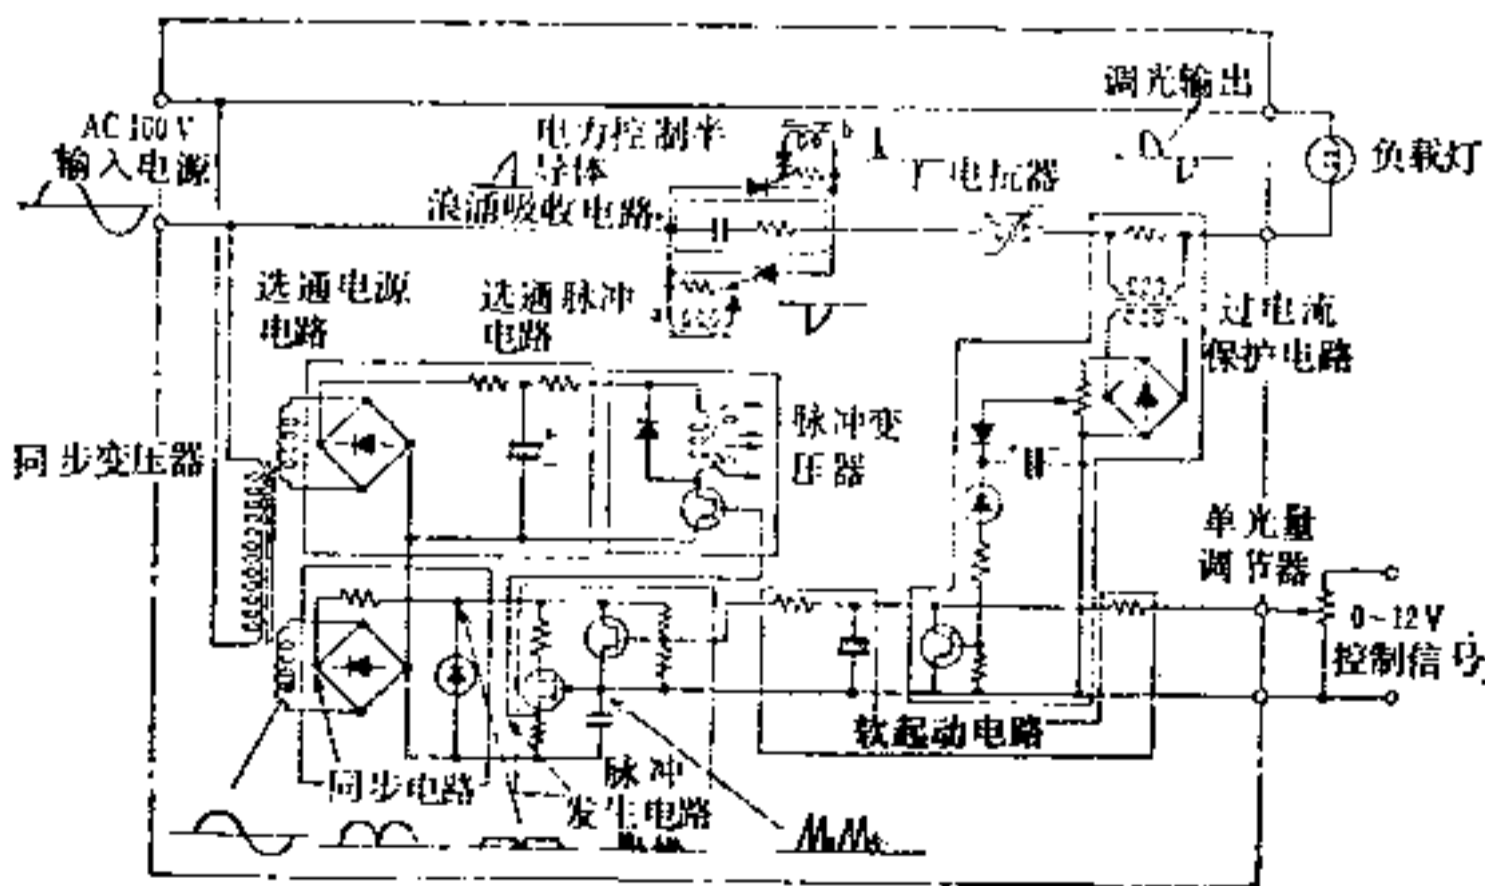 调光输出
AC 100 V
输入电源
电力控制半
导体
浪涌吸收电路
b
电抗器
负载灯
选通电源
电路
选通脉冲
电路
a
过电流
保护电路
同步变压器
脉冲变
压器
单光量
调节器
0~12V
控制信号
软起动电路
同步电路
脉冲
发生电路